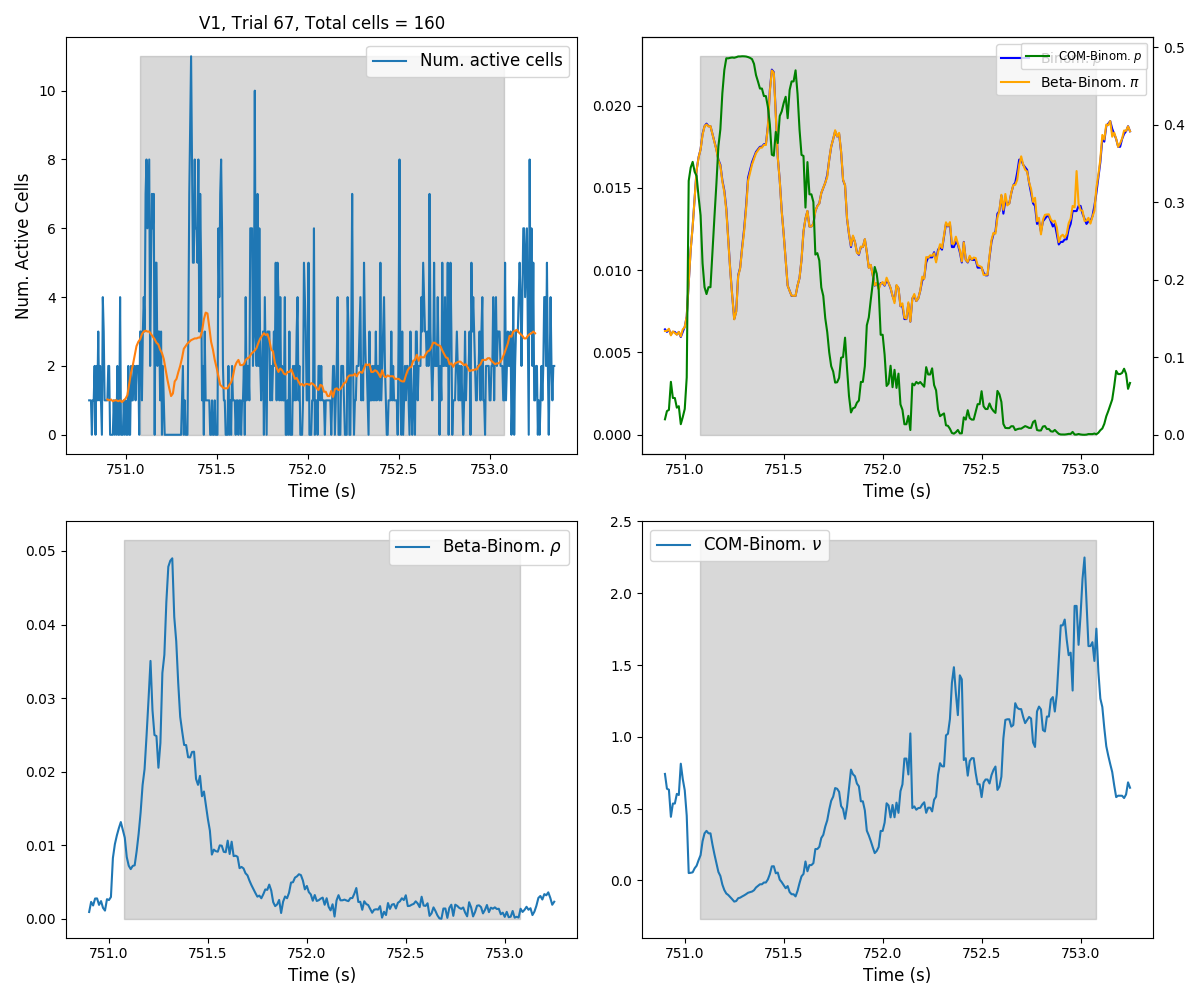 V1, Trial 67, Total cells = 160
Num. active cells
Num. Active Cells
10
8
6
4
2
0
751.0 751.5 752.0 752.5 753.0
Time (s)
COM-Binom. p
Beta-Binom. π
0.020
0.015
0.010
0.005
0.000
0.5
0.4
0.3
0.2
0.1
0.0
751.0 751.5 752.0 752.5 753.0
Time (s)
Beta-Binom. ρ
0.05
0.04
0.03
0.02
0.01
0.00
751.0 751.5 752.0 752.5 753.0
Time (s)
COM-Binom. ν
2.5
2.0
1.5
1.0
0.5
0.0
751.0 751.5 752.0 752.5 753.0
Time (s)